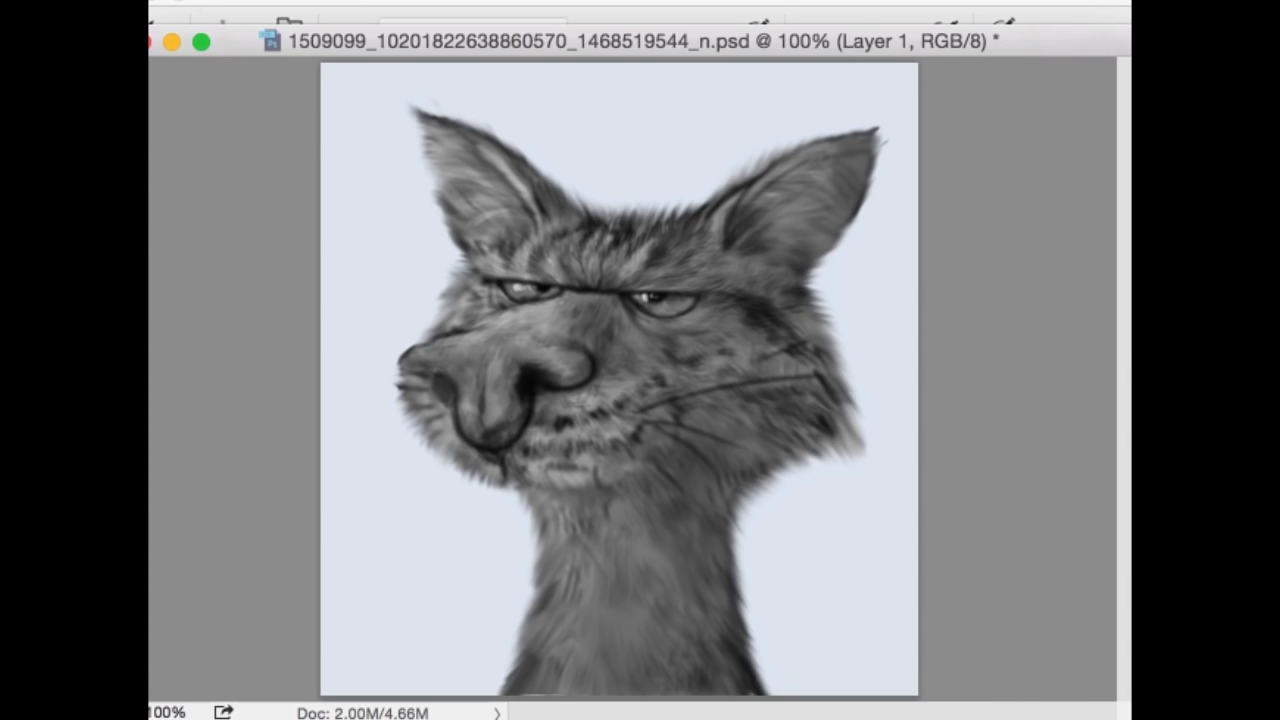 1509099_10201822638860570_1468519544_n.psd @ 100% (Layer 1, RGB/8) *
100%
Doc: 2.00M/4.66M